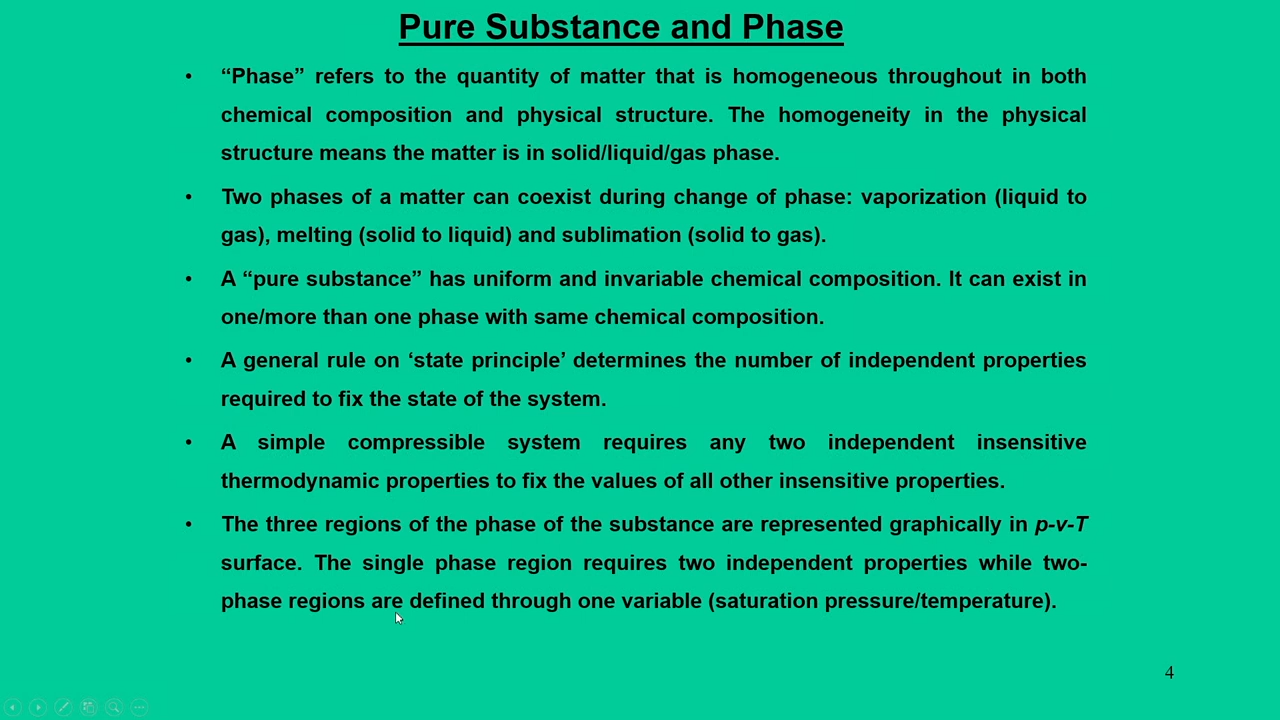 Pure Substance and Phase
• “Phase” refers to the quantity of matter that is homogeneous throughout in both
chemical composition and physical structure. The homogeneity in the physical
structure means the matter is in solid/liquid/gas phase.
• Two phases of a matter can coexist during change of phase: vaporization (liquid to
gas), melting (solid to liquid) and sublimation (solid to gas).
• A “pure substance” has uniform and invariable chemical composition. It can exist in
one/more than one phase with same chemical composition.
• A general rule on ‘state principle’ determines the number of independent properties
required to fix the state of the system.
• A simple compressible system requires any two independent insensitive
thermodynamic properties to fix the values of all other insensitive properties.
• The three regions of the phase of the substance are represented graphically in p-v-T
surface. The single phase region requires two independent properties while two-
phase regions are defined through one variable (saturation pressure/temperature).
4